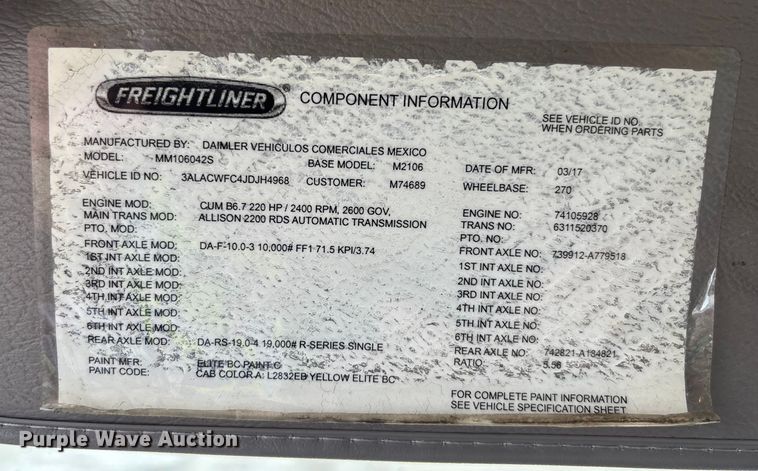 FREIGHTLINER ® COMPONENT INFORMATION
SEE VEHICLE ID NO.
WHEN ORDERING PARTS
MANUFACTURED BY: DAIMLER VEHICULOS COMERCIALES MEXICO
MODEL: MM106042S BASE MODEL: M2106 DATE OF MFR: 03/17
VEHICLE ID NO: 3ALACWFC4JDJH4968 CUSTOMER: M74689 WHEELBASE: 270
ENGINE MOD: CUM B6.7 220 HP / 2400 RPM, 2600 GOV, ENGINE NO: 74105928
MAIN TRANS MOD: ALLISON 2200 RDS AUTOMATIC TRANSMISSION TRANS NO: 6311520370
PTO. MOD: PTO. NO:
FRONT AXLE MOD: DA-F-10.0-3 10,000# FF1 71.5 KPI/3.74 FRONT AXLE NO: 739912-A779518
1ST INT AXLE MOD: 1ST INT AXLE NO:
2ND INT AXLE MOD: 2ND INT AXLE NO:
3RD INT AXLE MOD: 3RD INT AXLE NO:
4TH INT AXLE MOD: 4TH INT AXLE NO:
5TH INT AXLE MOD: 5TH INT AXLE NO:
6TH INT AXLE MOD: 6TH INT AXLE NO:
REAR AXLE MOD: DA-RS-19.0-4 19,000# R-SERIES SINGLE REAR AXLE NO: 742821-A184821
RATIO: 5.56
PAINT MFR: ELITE BC PAINT C
PAINT CODE: CAB COLOR A: L2832EB YELLOW ELITE BC
FOR COMPLETE PAINT INFORMATION
SEE VEHICLE SPECIFICATION SHEET
Purple Wave Auction